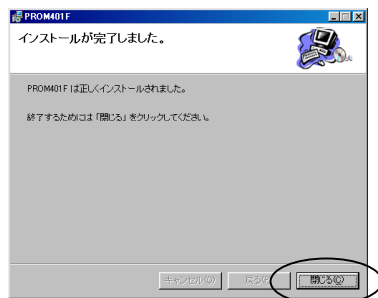 PROM401F
インストールが完了しました。
PROM401F は正しくインストールされました。
終了するためには「閉じる」をクリックしてください。
キャンセル(C) 戻る(P) 閉じる(C)